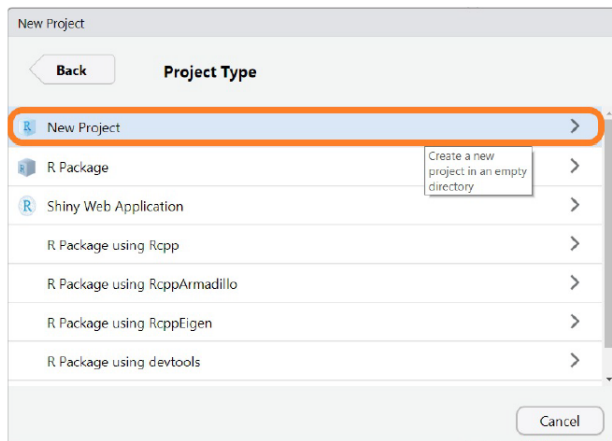 New Project
Back
Project Type
R New Project
Create a new
project in an empty
directory
R R Package
R Shiny Web Application
R Package using Rcpp
R Package using RcppArmadillo
R Package using RcppEigen
R Package using devtools
Cancel